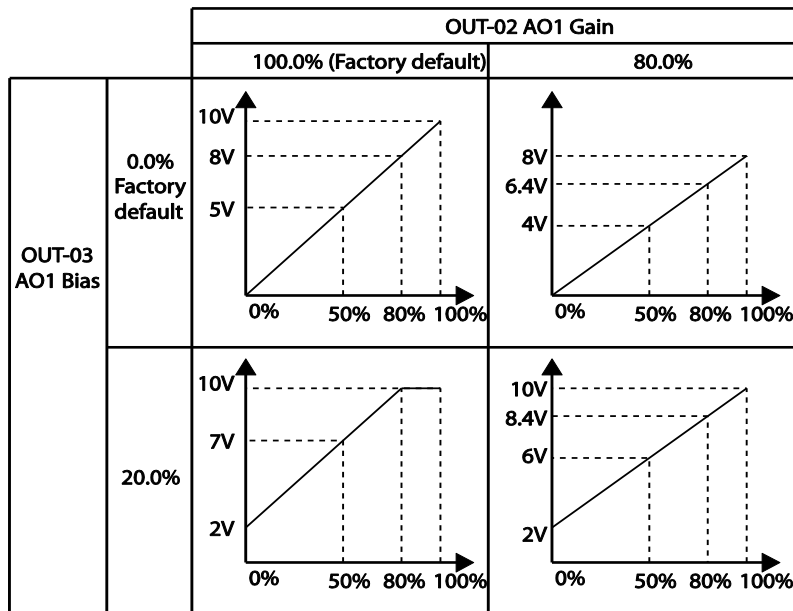 OUT-02 AO1 Gain
100.0% (Factory default)
80.0%
OUT-03
AO1 Bias
0.0%
Factory
default
10V
8V
5V
0%
50%
80%
100%
8V
6.4V
4V
0%
50%
80%
100%
20.0%
10V
7V
2V
0%
50%
80%
100%
10V
8.4V
6V
2V
0%
50%
80%
100%